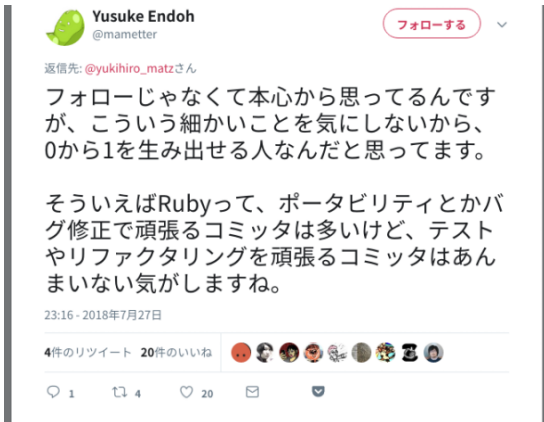 Yusuke Endoh
@mametter
フォローする
返信先: @yukihiro_matzさん
フォローじゃなくて本心から思ってるんです
が、こういう細かいことを気にしないから、
0から1を生み出せる人なんだと思ってます。
そういえばRubyって、ポータビリティとかバ
グ修正で頑張るコミッタは多いけど、テスト
やリファクタリングを頑張るコミッタはあん
まいない気がしますね。
23:16 - 2018年7月27日
4件のリツイート 20件のいいね
1 4 20